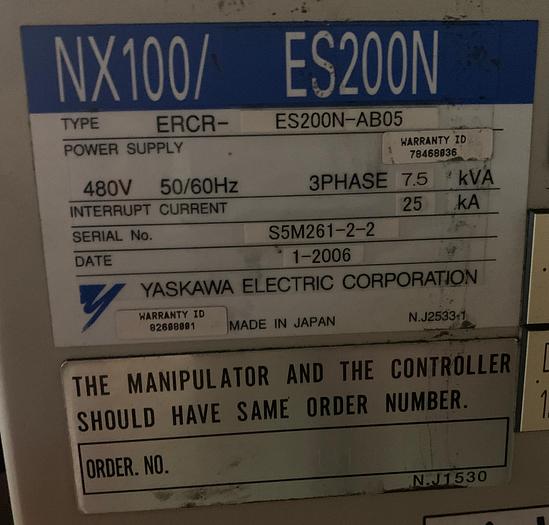 NX100/ ES200N
TYPE ERCR- ES200N-AB05
POWER SUPPLY
WARRANTY ID
78468036
480V 50/60Hz 3PHASE 7.5 kVA
INTERRUPT CURRENT 25 kA
SERIAL No. S5M261-2-2
DATE 1-2006
YASKAWA ELECTRIC CORPORATION
WARRANTY ID
82608001
MADE IN JAPAN N.J2533-1
THE MANIPULATOR AND THE CONTROLLER
SHOULD HAVE SAME ORDER NUMBER.
ORDER. NO.
N.J1530